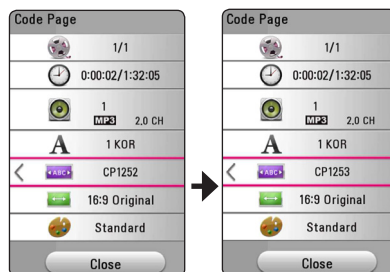 Code Page
1/1
0:00:02/1:32:05
1
MP3 2.0 CH
A 1 KOR
ABC CP1252
16:9 Original
Standard
Close
Code Page
1/1
0:00:02/1:32:05
1
MP3 2.0 CH
A 1 KOR
ABC CP1253
16:9 Original
Standard
Close